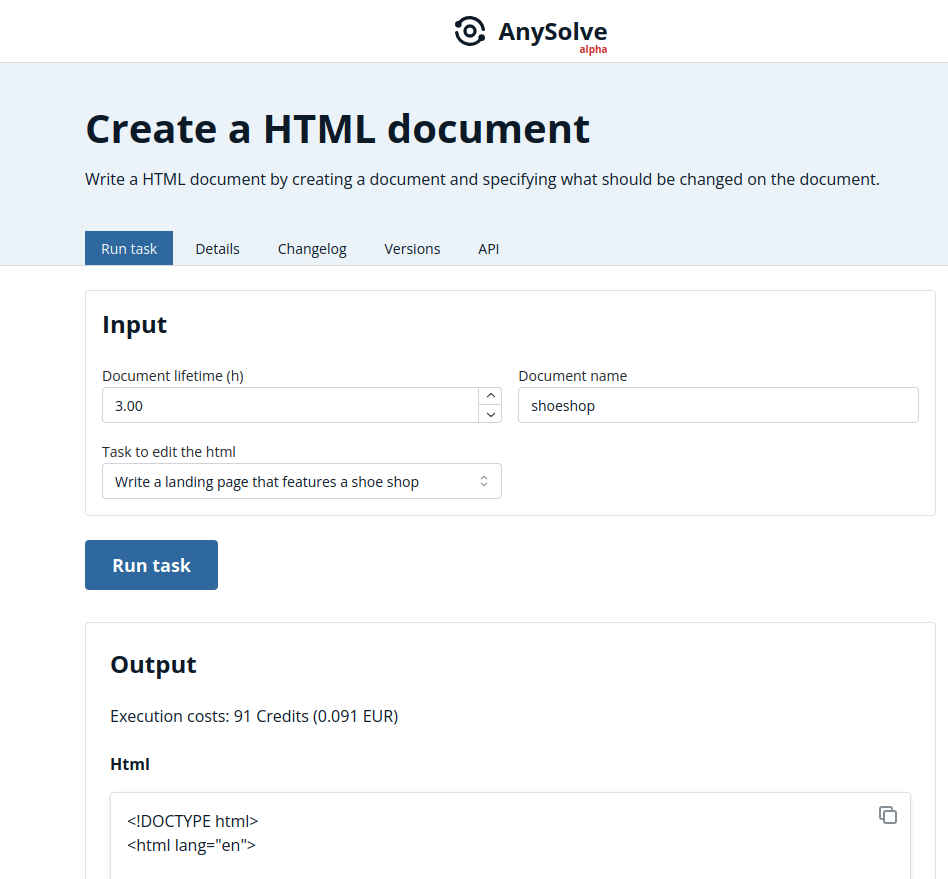 AnySolve
alpha
Create a HTML document
Write a HTML document by creating a document and specifying what should be changed on the document.
Run task Details Changelog Versions API
Input
Document lifetime (h) Document name
3.00 shoeshop
Task to edit the html
Write a landing page that features a shoe shop
Run task
Output
Execution costs: 91 Credits (0.091 EUR)
Html
<!DOCTYPE html>
<html lang="en">